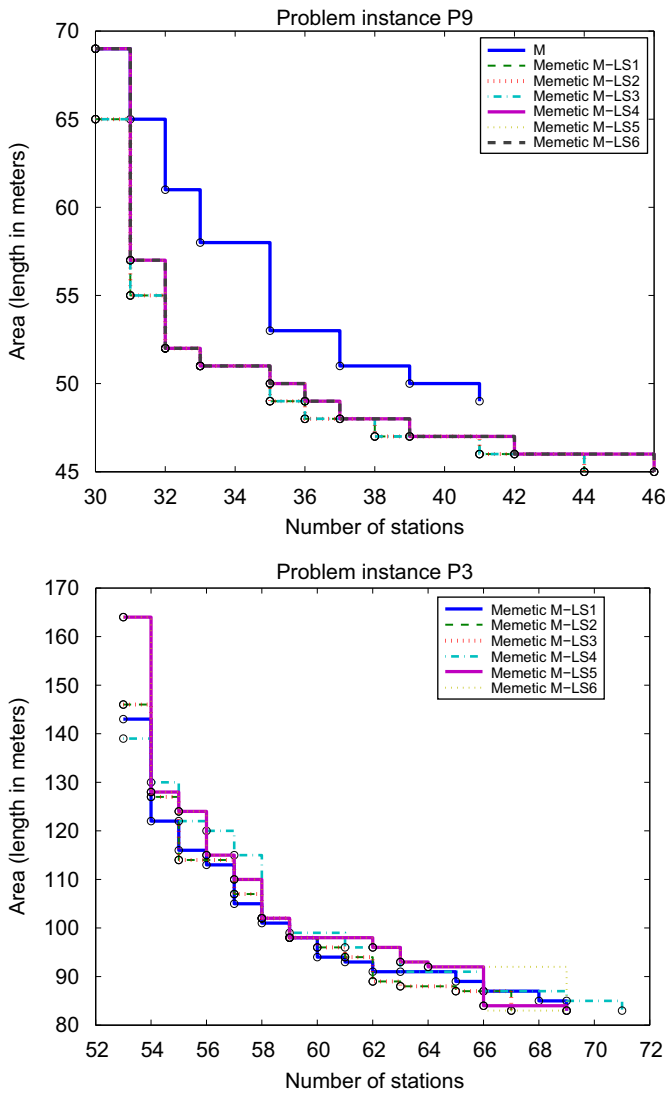 Problem instance P9
70
65
60
55
50
45
Area (length in meters)
M
Memetic M-LS1
Memetic M-LS2
Memetic M-LS3
Memetic M-LS4
Memetic M-LS5
Memetic M-LS6
30 32 34 36 38 40 42 44 46
Number of stations
Problem instance P3
170
160
150
140
130
120
110
100
90
80
Area (length in meters)
Memetic M-LS1
Memetic M-LS2
Memetic M-LS3
Memetic M-LS4
Memetic M-LS5
Memetic M-LS6
52 54 56 58 60 62 64 66 68 70 72
Number of stations